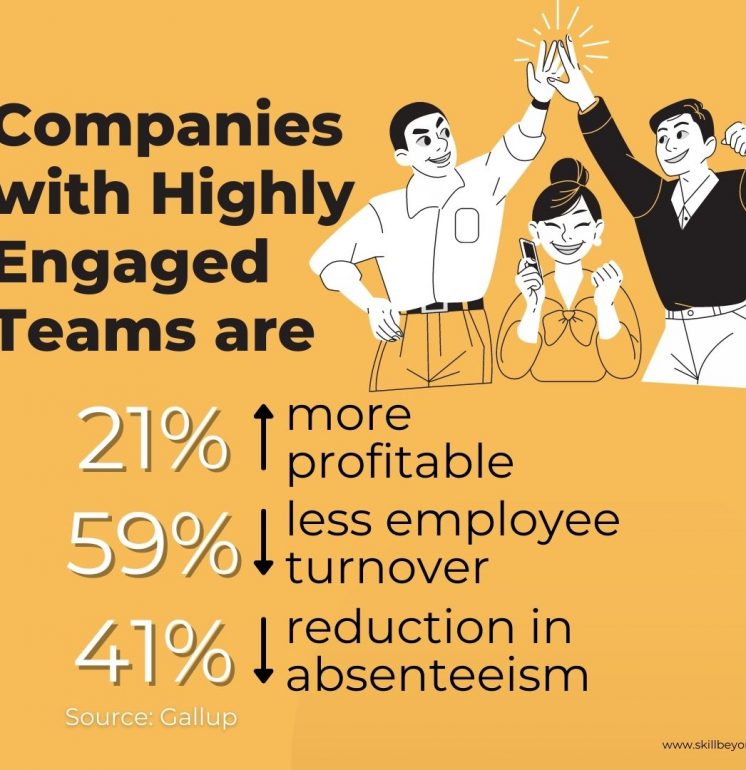 Companies
with Highly
Engaged
Teams are
21% more
profitable
59% less employee
turnover
41% reduction in
absenteeism
Source: Gallup
www.skillbeyo